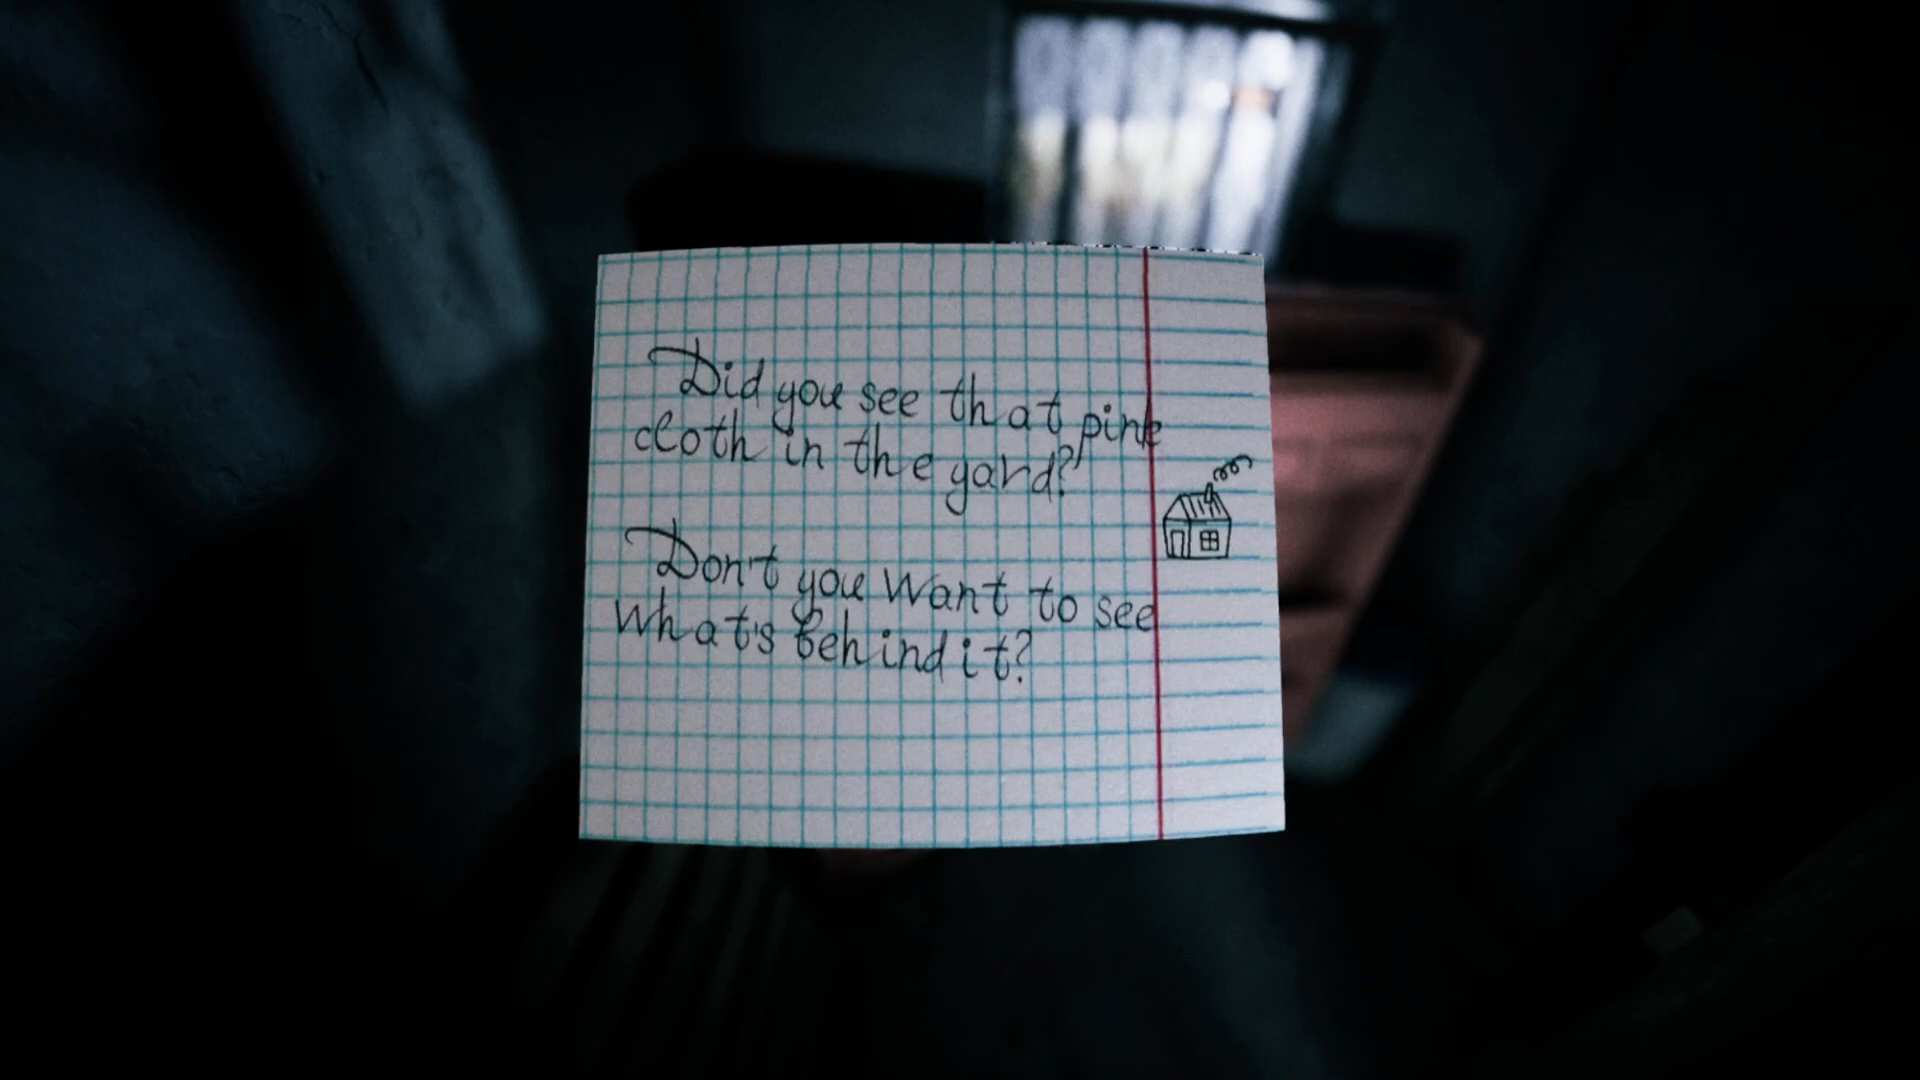 Did you see that pink
cloth in the yard?
Don't you want to see
what's behind it?